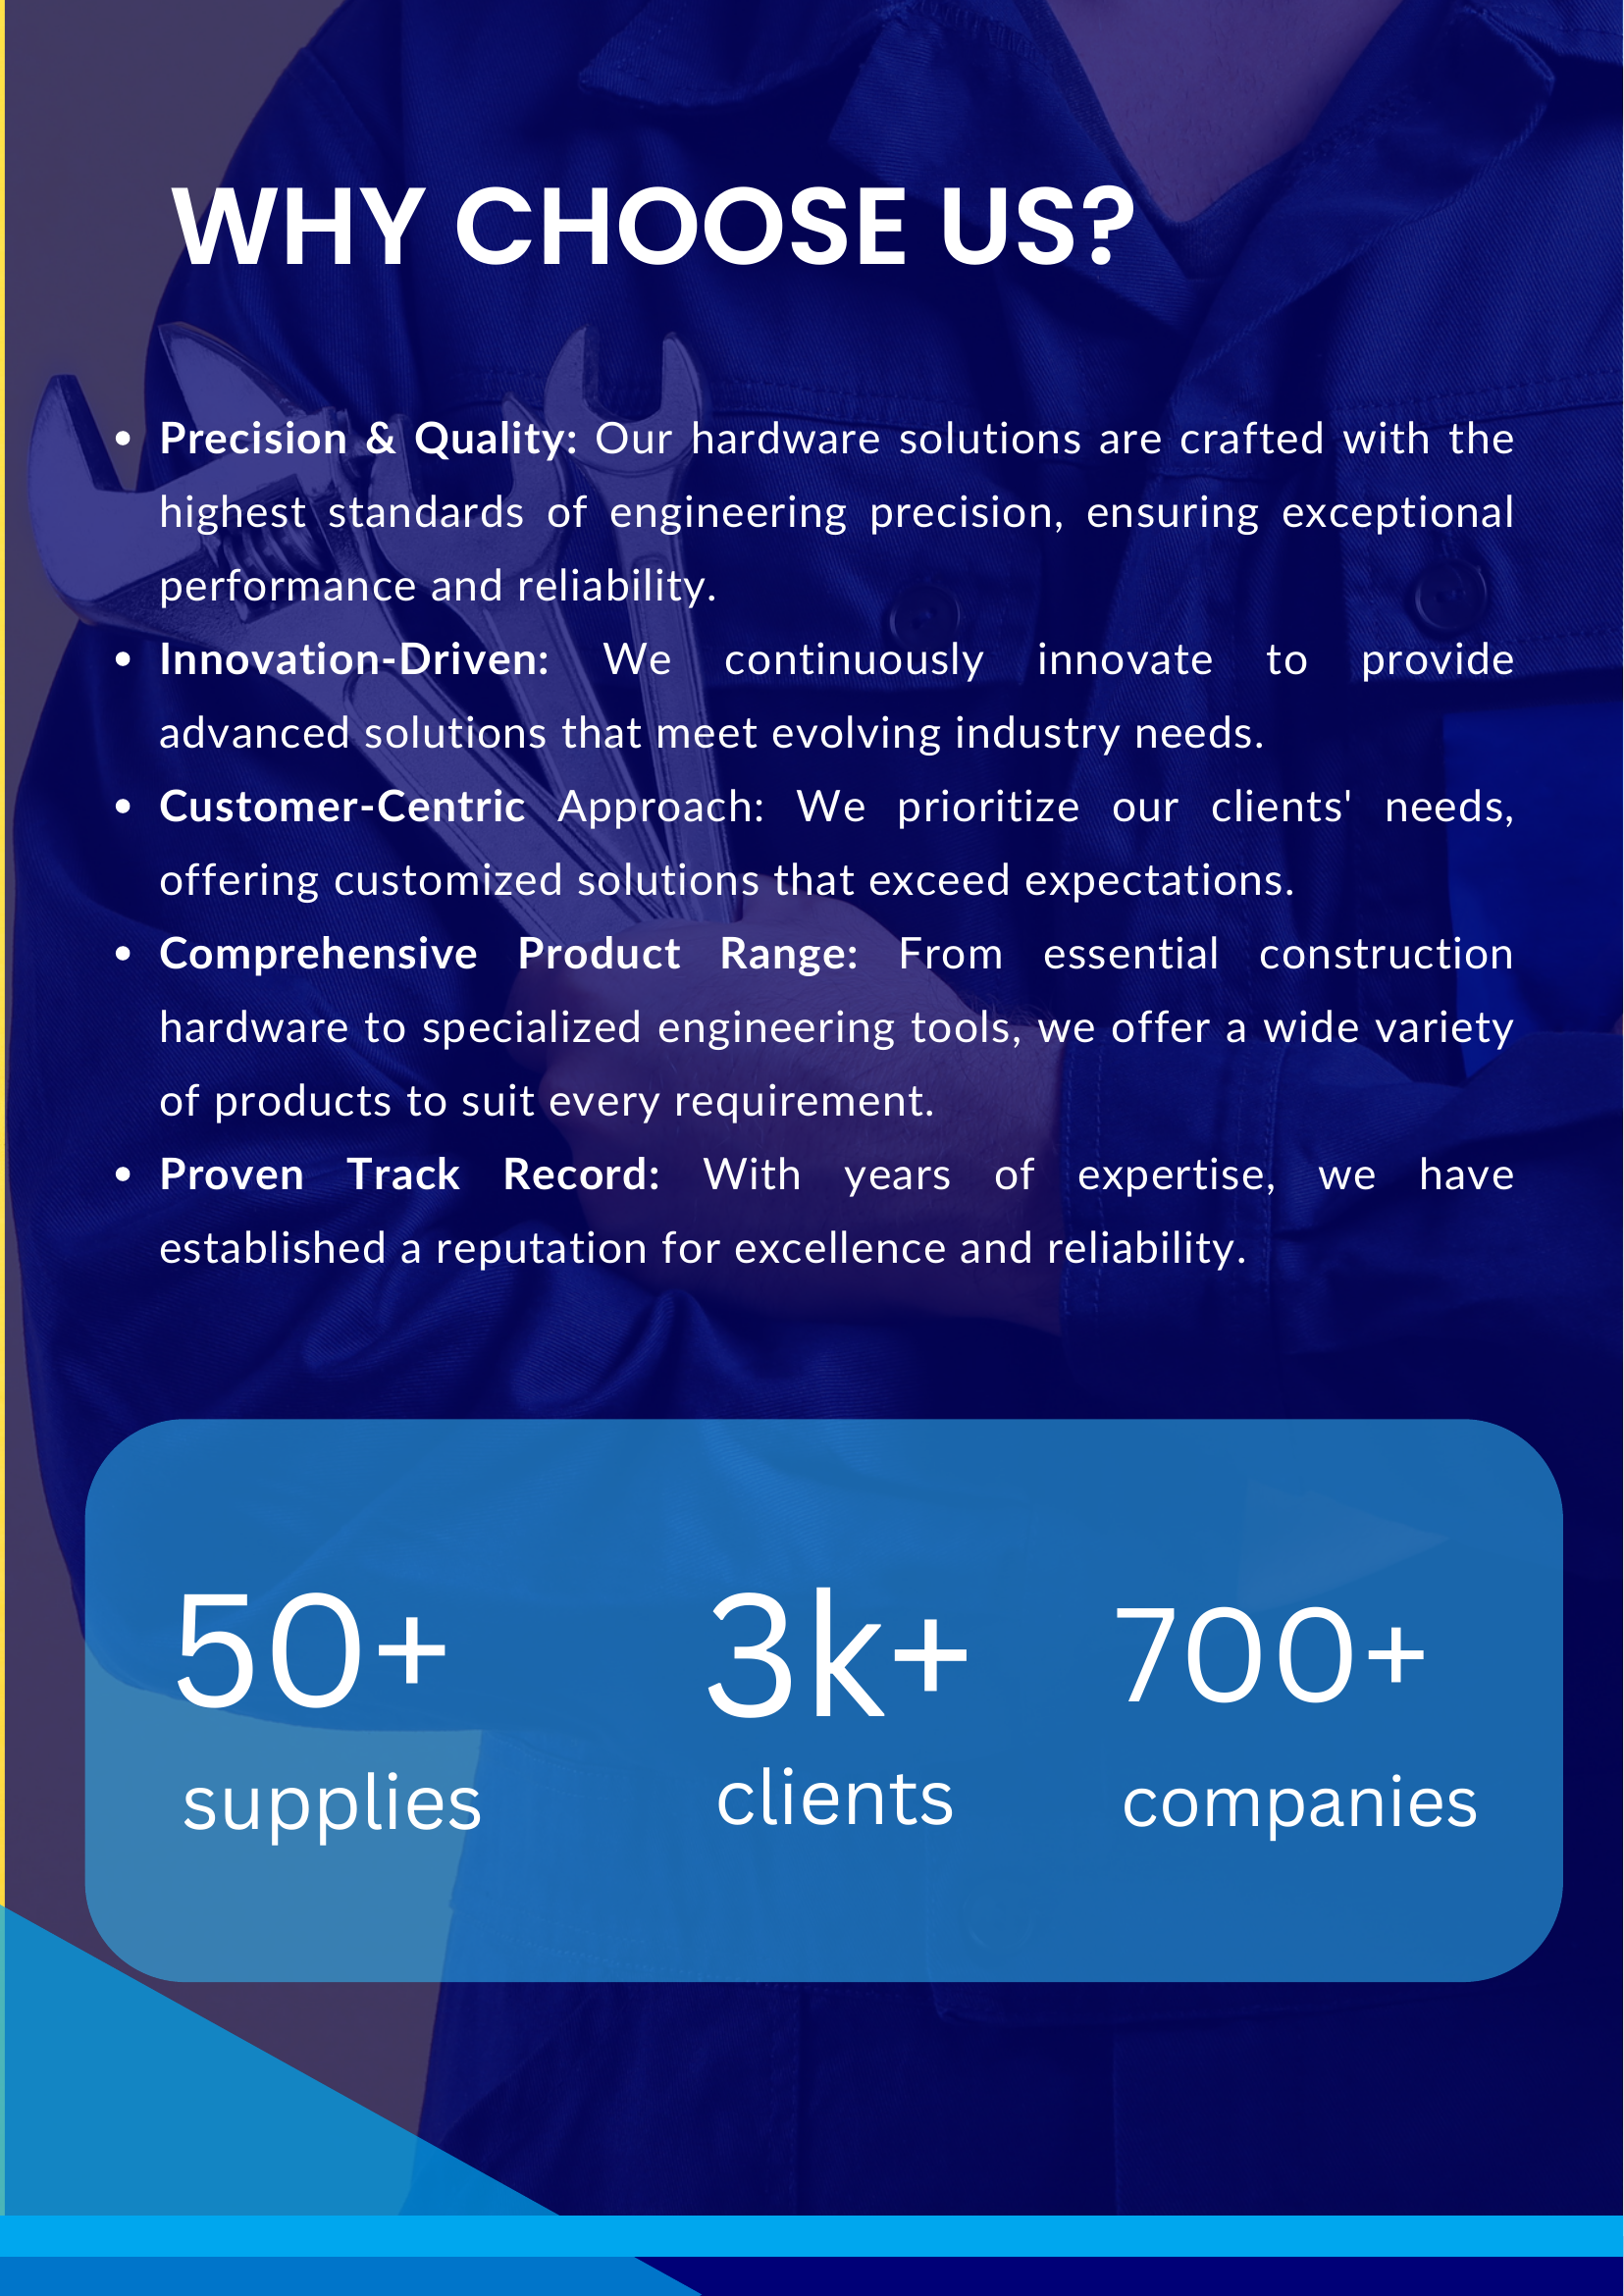 WHY CHOOSE US?
• Precision & Quality: Our hardware solutions are crafted with the
highest standards of engineering precision, ensuring exceptional
performance and reliability.
• Innovation-Driven: We continuously innovate to provide
advanced solutions that meet evolving industry needs.
• Customer-Centric Approach: We prioritize our clients' needs,
offering customized solutions that exceed expectations.
• Comprehensive Product Range: From essential construction
hardware to specialized engineering tools, we offer a wide variety
of products to suit every requirement.
• Proven Track Record: With years of expertise, we have
established a reputation for excellence and reliability.
50+
supplies
3k+
clients
700+
companies